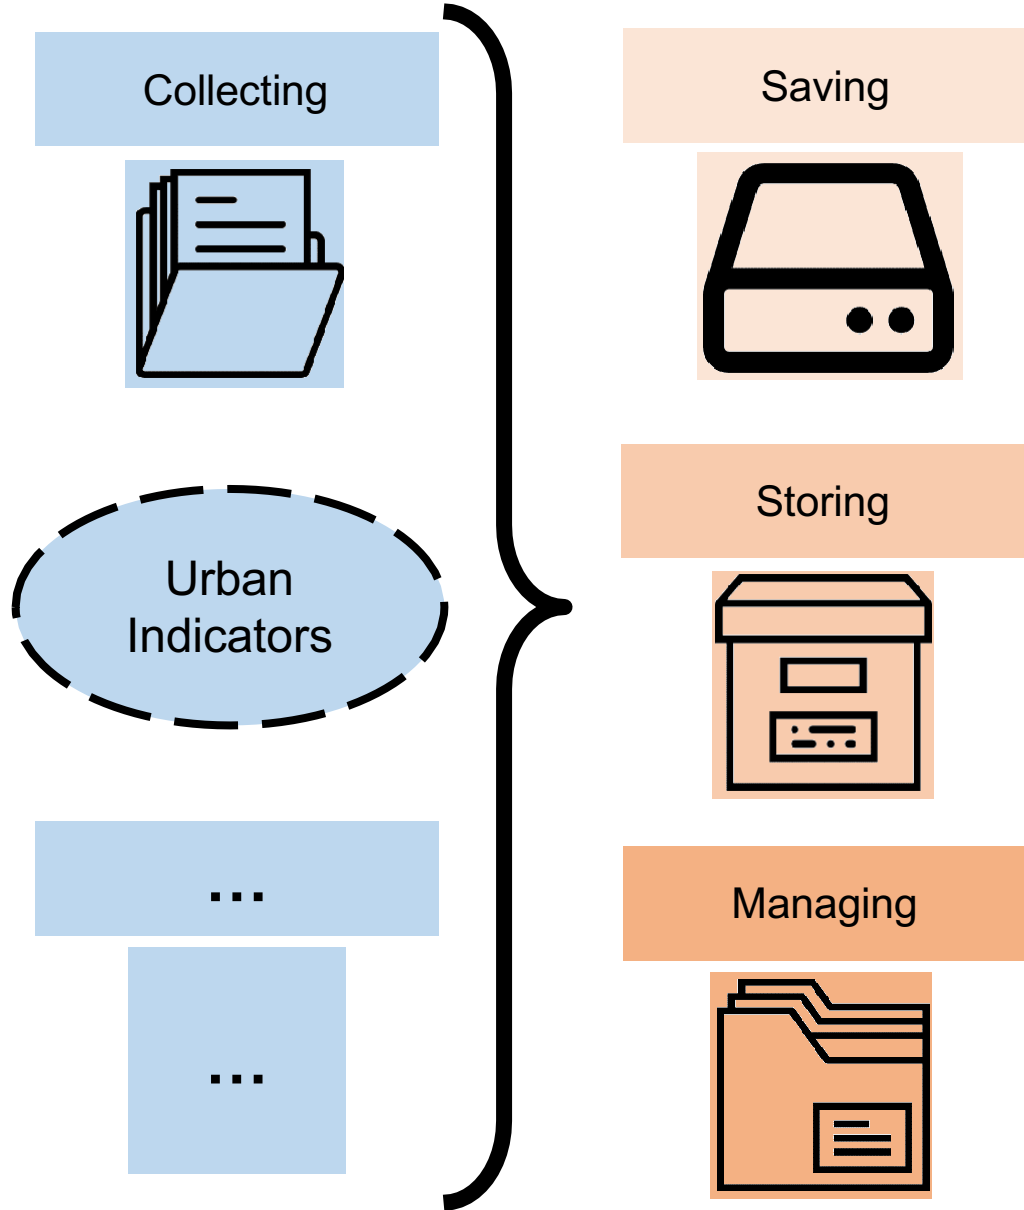 Collecting
Urban
Indicators
...
...
Saving
Storing
Managing